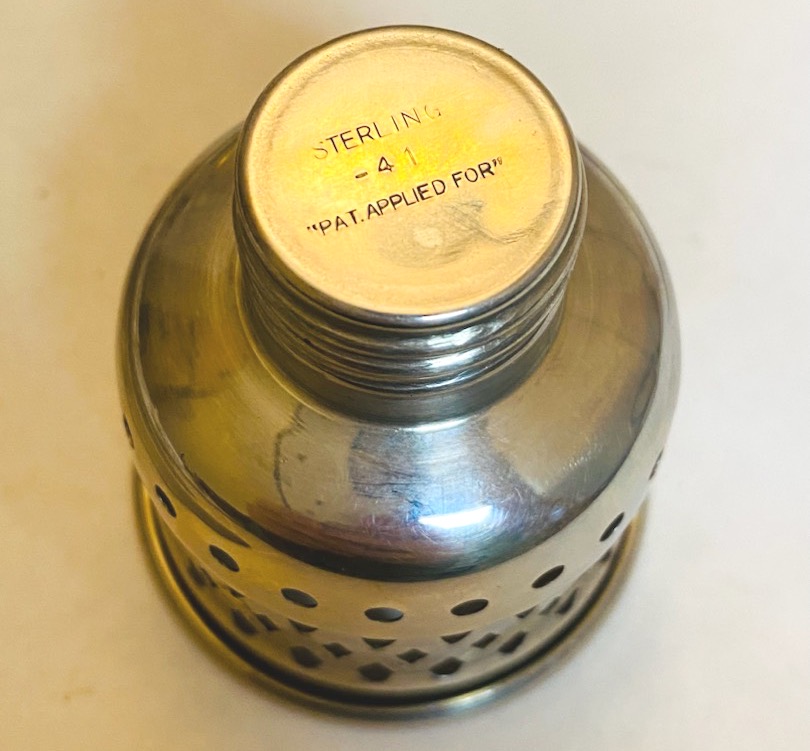 STERLING
-41
"PAT. APPLIED FOR"